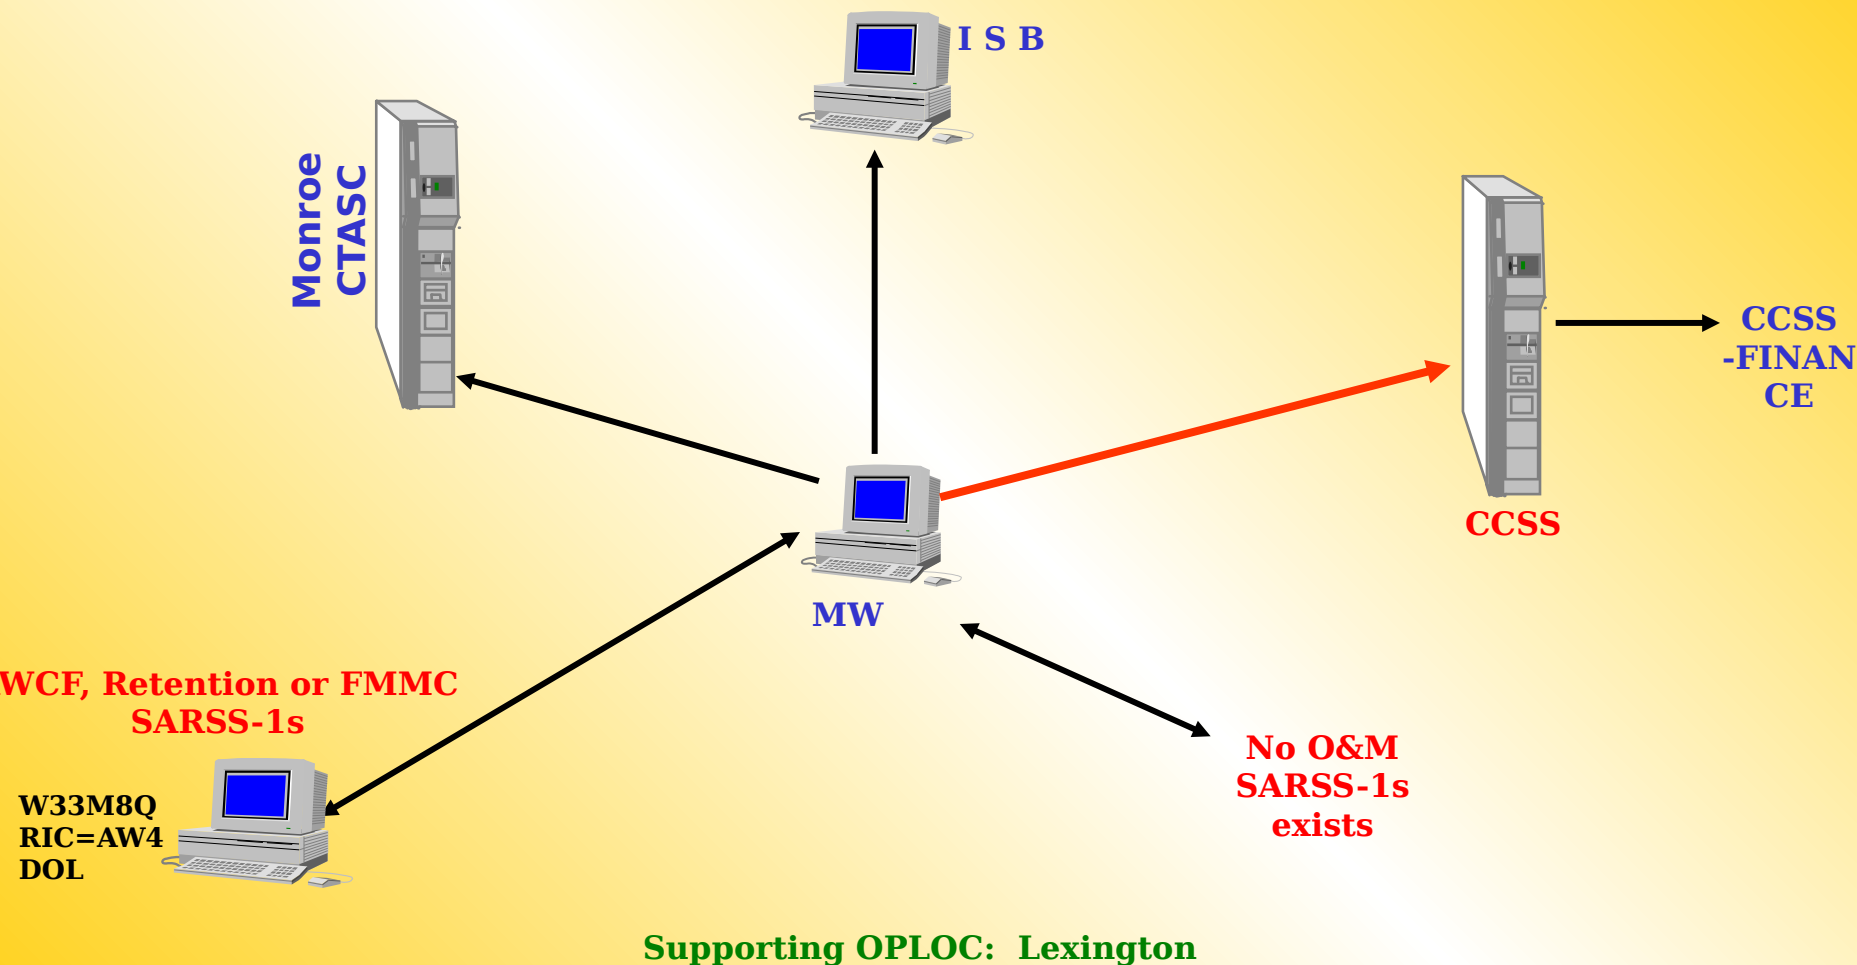 I S B
Monroe
CTASC
CCSS
-FINAN
CE
CCSS
MW
WCF, Retention or FMMC
SARSS-1s
No O&M
SARSS-1s
exists
W33M8Q
RIC=AW4
DOL
Supporting OPLOC:  Lexington